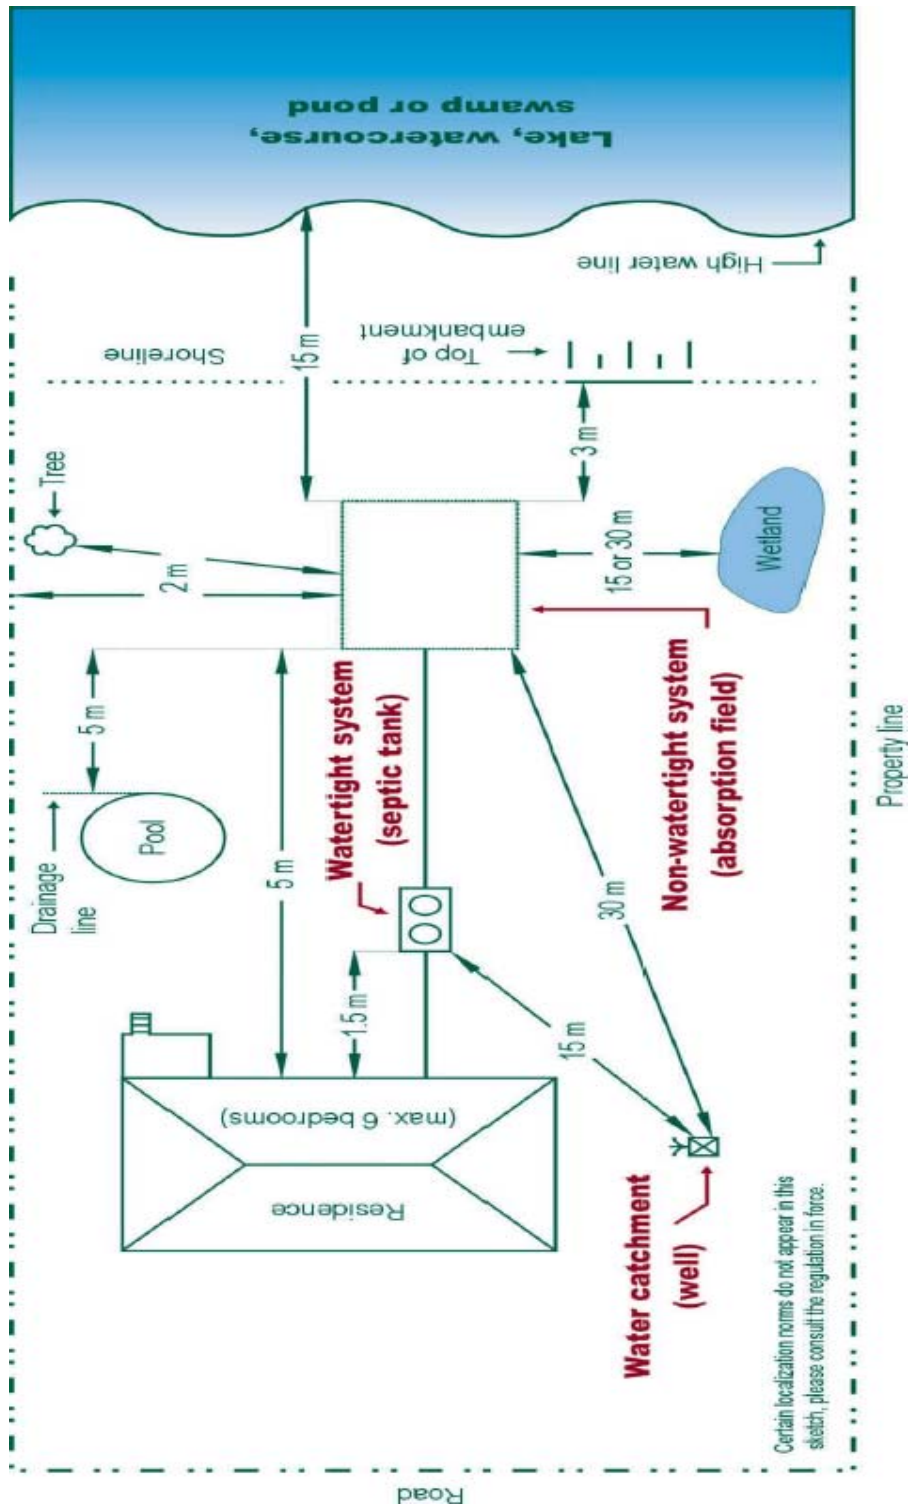 Lake, watercourse,
swamp or pond
High water line
Shoreline
Top of
embankment
15 m
3 m
Tree
2 m
15 or 30 m
Wetland
5 m
Drainage
line
Pool
5 m
Watertight system
(septic tank)
Non-watertight system
(absorption field)
1.5 m
15 m
30 m
Residence
(max. 6 bedrooms)
Water catchment
(well)
Certain localization norms do not appear in this
sketch, please consult the regulation in force.
Property line
Road